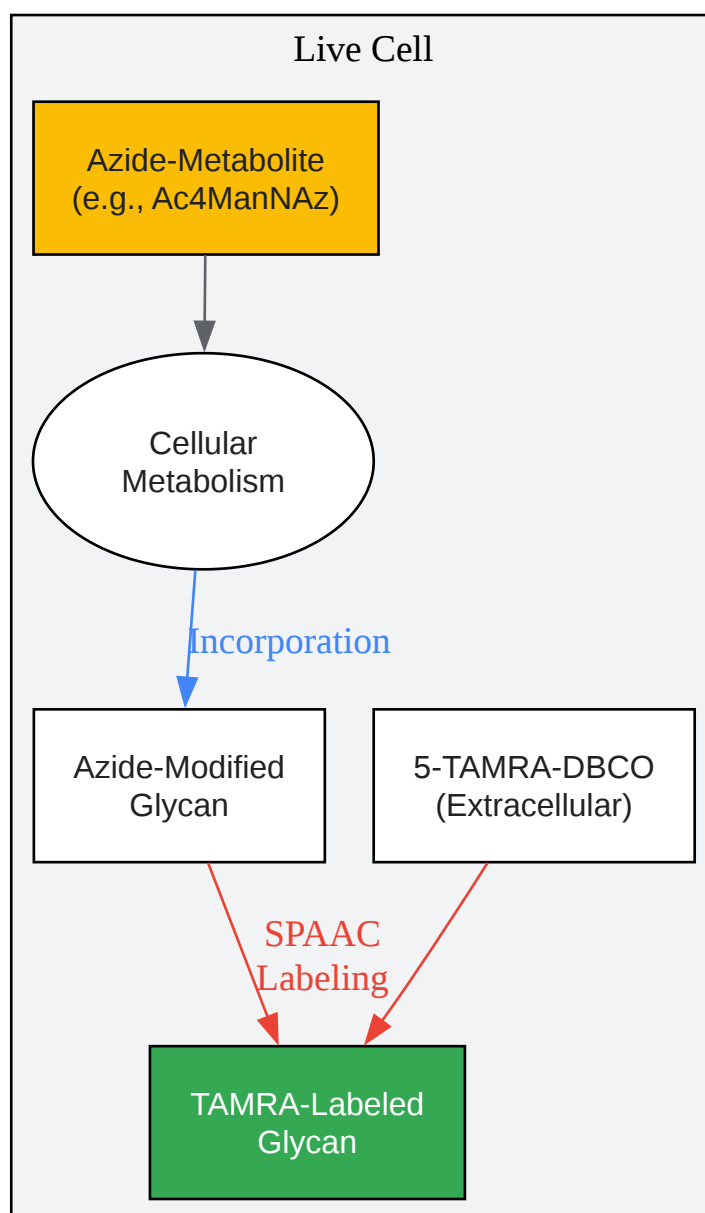 Live Cell
Azide-Metabolite
(e.g., Ac4ManNAz)
Cellular
Metabolism
Incorporation
Azide-Modified
Glycan
5-TAMRA-DBCO
(Extracellular)
SPAAC
Labeling
TAMRA-Labeled
Glycan